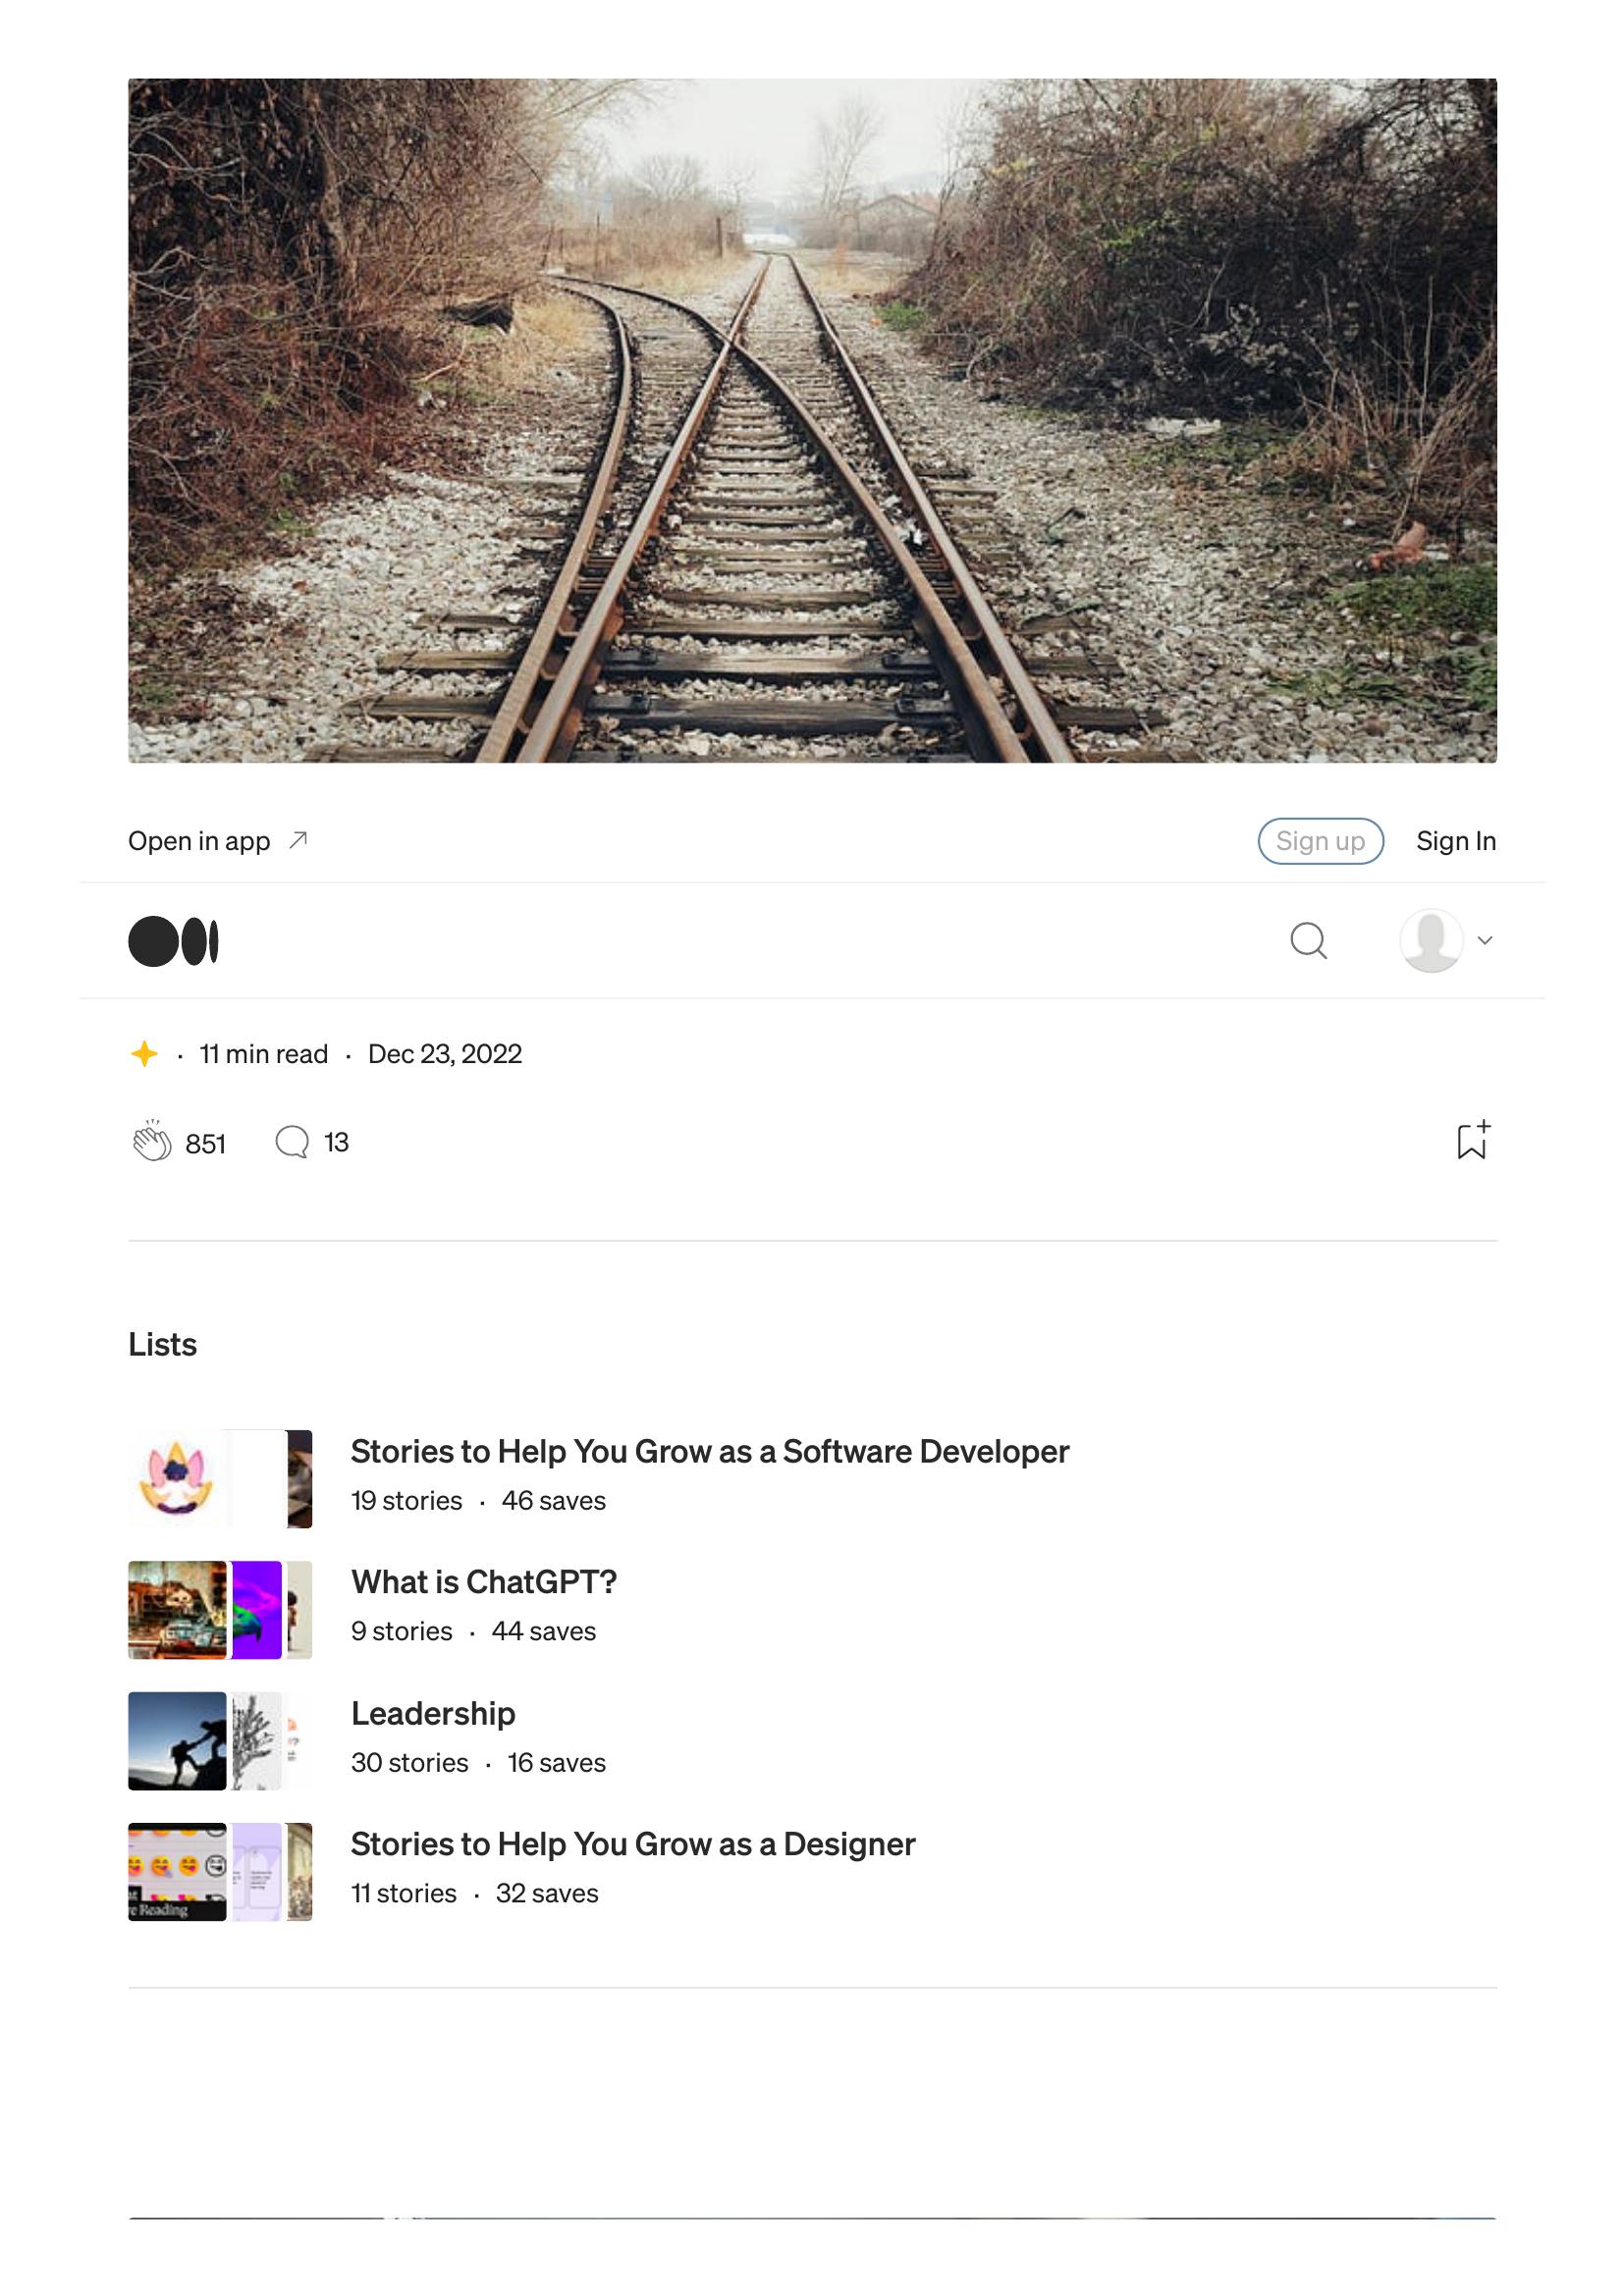 Open in app
Sign up Sign In
· 11 min read · Dec 23, 2022
851 13
Lists
Stories to Help You Grow as a Software Developer
19 stories · 46 saves
What is ChatGPT?
9 stories · 44 saves
Leadership
30 stories · 16 saves
Stories to Help You Grow as a Designer
11 stories · 32 saves
Reading